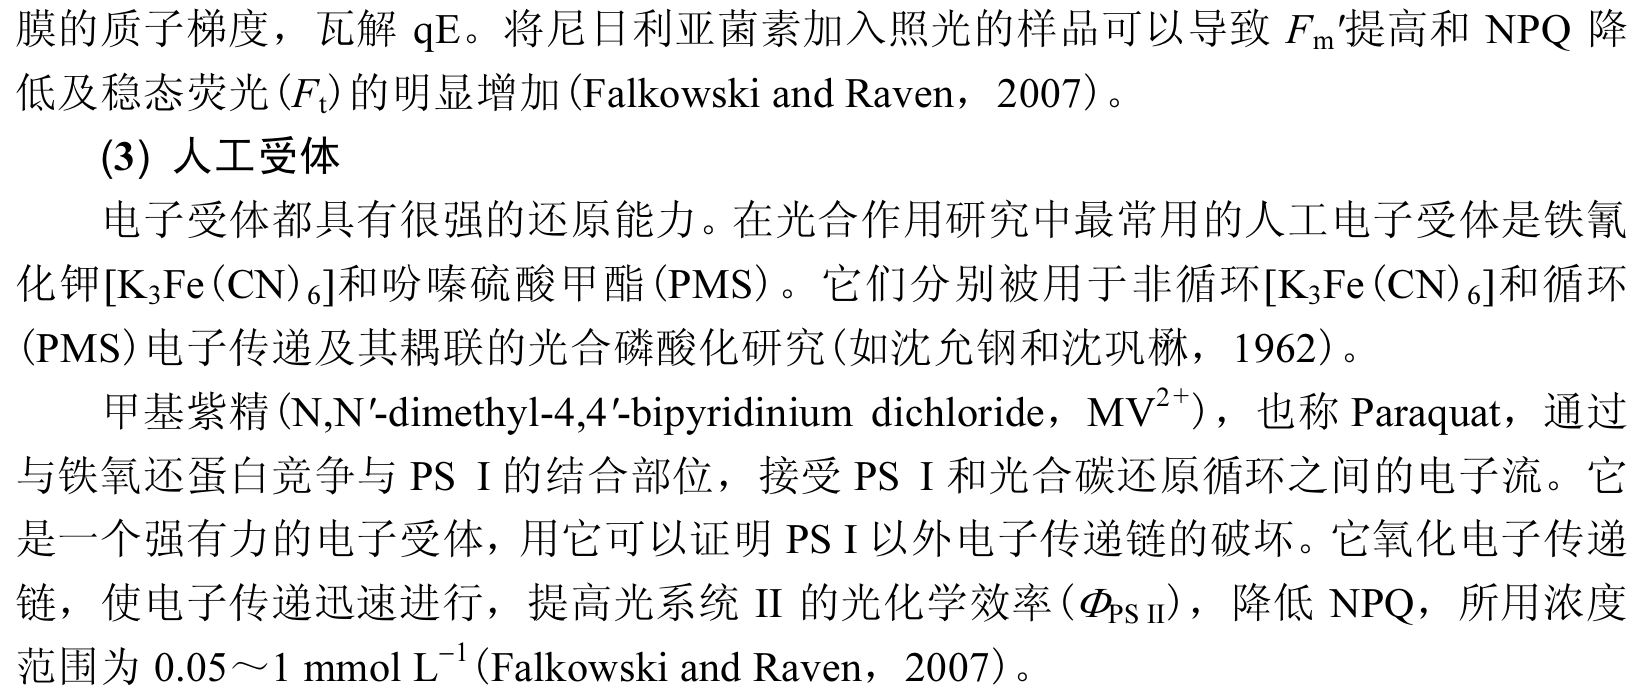 膜的质子梯度，瓦解 qE。将尼日利亚菌素加入照光的样品可以导致 Fm′提高和 NPQ 降
低及稳态荧光(Ft)的明显增加(Falkowski and Raven，2007)。
(3) 人工受体
电子受体都具有很强的还原能力。在光合作用研究中最常用的人工电子受体是铁氰
化钾[K3Fe(CN)6]和吩嗪硫酸甲酯(PMS)。它们分别被用于非循环[K3Fe(CN)6]和循环
(PMS)电子传递及其耦联的光合磷酸化研究(如沈允钢和沈巩楙，1962)。
甲基紫精(N,N′-dimethyl-4,4′-bipyridinium dichloride，MV2+)，也称 Paraquat，通过
与铁氧还蛋白竞争与 PS I 的结合部位，接受 PS I 和光合碳还原循环之间的电子流。它
是一个强有力的电子受体，用它可以证明 PS I 以外电子传递链的破坏。它氧化电子传递
链，使电子传递迅速进行，提高光系统 II 的光化学效率(ΦPS II)，降低 NPQ，所用浓度
范围为 0.05～1 mmol L−1(Falkowski and Raven，2007)。